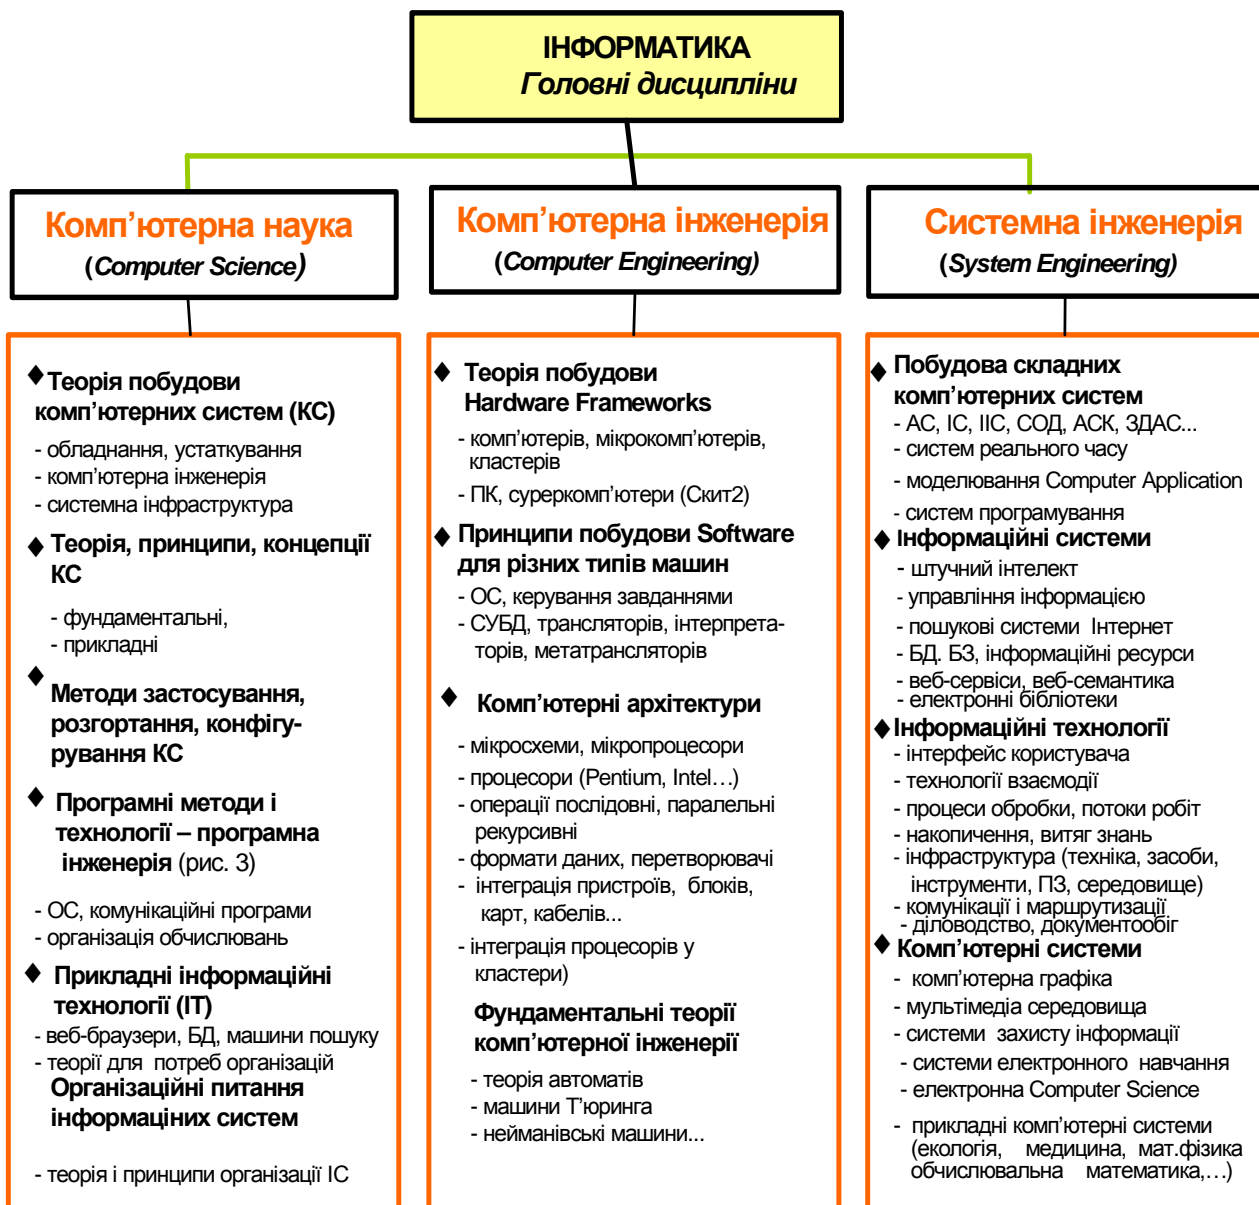 ІНФОРМАТИКА
Головні дисципліни
Комп’ютерна наука
(Computer Science)
♦ Теорія побудови
комп’ютерних систем (КС)
- обладнання, устаткування
- комп’ютерна інженерія
- системна інфраструктура
♦ Теорія, принципи, концепції
КС
- фундаментальні,
- прикладні
♦ Методи застосування,
розгортання, конфігу-
рування КС
♦ Програмні методи і
технології – програмна
інженерія (рис. 3)
- ОС, комунікаційні програми
- організація обчислювань
♦ Прикладні інформаційні
технології (ІТ)
- веб-браузери, БД, машини пошуку
- теорії для потреб організацій
Організаційні питання
інформаціних систем
- теорія і принципи організації ІС
Комп’ютерна інженерія
(Computer Engineering)
♦ Теорія побудови
Hardware Frameworks
- комп’ютерів, мікрокомп’ютерів,
кластерів
- ПК, суреркомп’ютери (Скит2)
♦ Принципи побудови Software
для різних типів машин
- ОС, керування завданнями
- СУБД, трансляторів, інтерпрета-
торів, метатрансляторів
♦ Комп’ютерні архітектури
- мікросхеми, мікропроцесори
- процесори (Pentium, Intel…)
- операції послідовні, паралельні
рекурсивні
- формати даних, перетворювачі
- інтеграція пристроїв, блоків,
карт, кабелів...
- інтеграція процесорів у
кластери)
Фундаментальні теорії
комп’ютерної інженерії
- теорія автоматів
- машини Т’юринга
- нейманівські машини...
Системна інженерія
(System Engineering)
♦ Побудова складних
комп’ютерних систем
- АС, ІС, ІІС, СОД, АСК, ЗДАС...
- систем реального часу
- моделювання Computer Application
- систем програмування
♦ Інформаційні системи
- штучний інтелект
- управління інформацією
- пошукові системи Інтернет
- БД. БЗ, інформаційні ресурси
- веб-сервіси, веб-семантика
- електронні бібліотеки
♦ Інформаційні технології
- інтерфейс користувача
- технології взаємодії
- процеси обробки, потоки робіт
- накопичення, витяг знань
- інфраструктура (техніка, засоби,
інструменти, ПЗ, середовище)
- комунікації і маршрутизації
- діловодство, документообіг
♦ Комп’ютерні системи
- комп’ютерна графіка
- мультімедіа середовища
- системи захисту інформації
- системи електронного навчання
- електронна Computer Science
- прикладні комп’ютерні системи
(екологія, медицина, мат.фізика
обчислювальна математика,…)